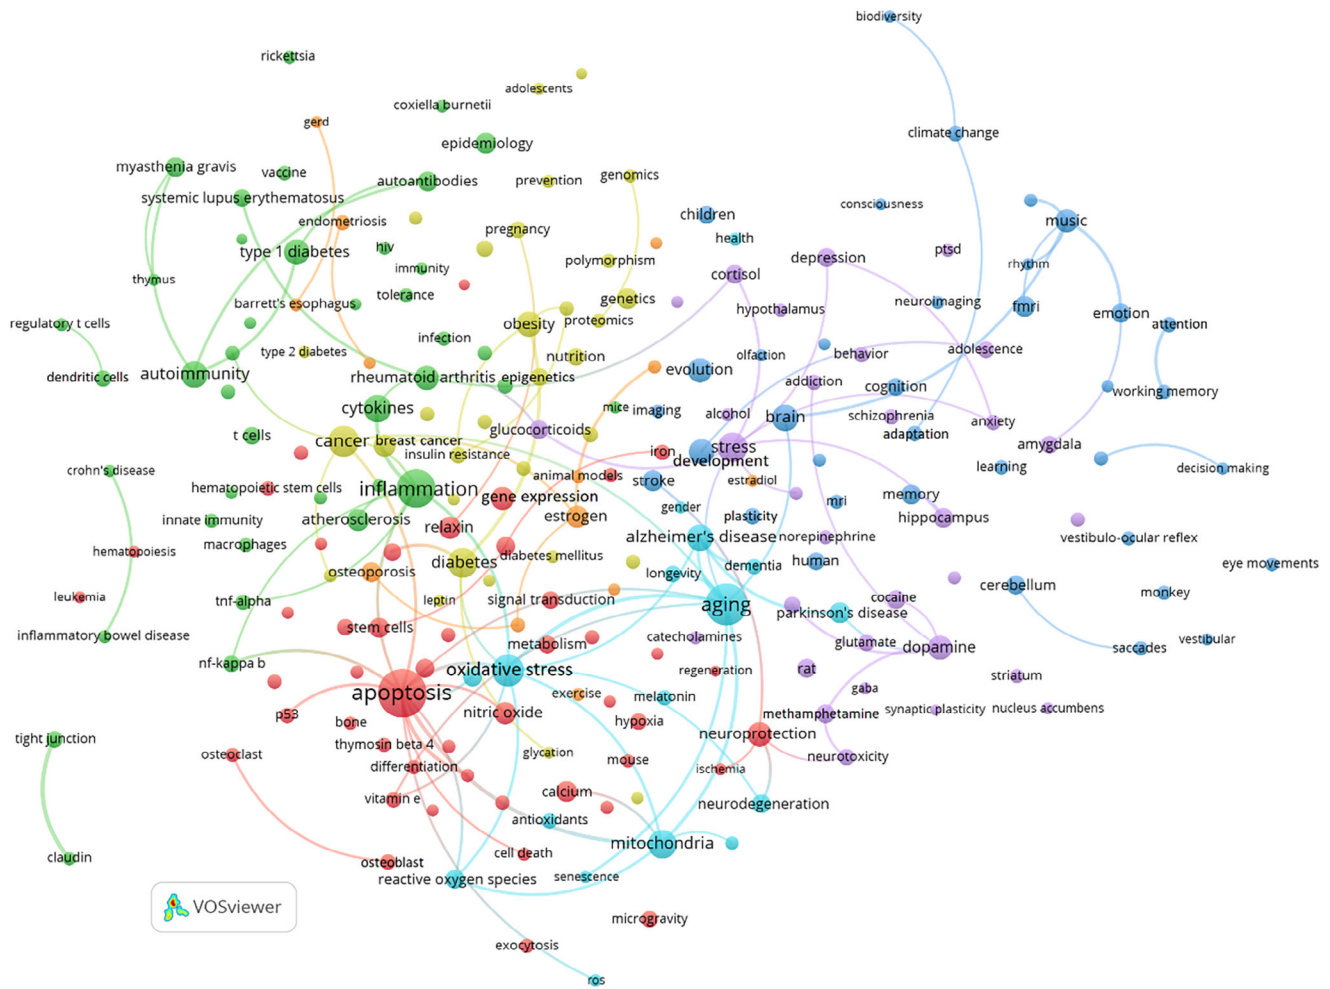 biodiversity
rickettsia
adolescents
coxiella burnetii
gerd
climate change
epidemiology
myasthenia gravis
vaccine
autoantibodies
prevention
genomics
systemic lupus erythematosus
consciousness
endometriosis
children
music
pregnancy
health
type 1 diabetes
hiv
ptsd
depression
immunity
polymorphism
rhythm
cortisol
thymus
tolerance
barrett's esophagus
genetics
neuroimaging
fmri
hypothalamus
emotion
regulatory t cells
obesity
proteomics
attention
infection
type 2 diabetes
nutrition
olfaction
behavior
adolescence
autoimmunity
dendritic cells
rheumatoid arthritis
epigenetics
evolution
addiction
cognition
working memory
cytokines
mice
imaging
alcohol
brain
schizophrenia
anxiety
t cells
cancer
breast cancer
glucocorticoids
adaptation
amygdala
insulin resistance
iron
stress
development
crohn's disease
animal models
learning
decision making
hematopoietic stem cells
inflammation
gene expression
stroke
estradiol
memory
mri
gender
innate immunity
atherosclerosis
relaxin
estrogen
plasticity
hippocampus
macrophages
alzheimer's disease
norepinephrine
vestibulo-ocular reflex
hematopoiesis
diabetes
diabetes mellitus
human
eye movements
osteoporosis
longevity
dementia
cerebellum
monkey
leukemia
tnf-alpha
leptin
signal transduction
aging
cocaine
parkinson's disease
inflammatory bowel disease
stem cells
metabolism
catecholamines
glutamate
dopamine
vestibular
saccades
nf-kappa b
oxidative stress
regeneration
rat
striatum
apoptosis
exercise
melatonin
gaba
p53
bone
nitric oxide
hypoxia
methamphetamine
synaptic plasticity
nucleus accumbens
tight junction
thymosin beta 4
neuroprotection
osteoclast
differentiation
glycation
mouse
ischemia
neurotoxicity
vitamin e
calcium
neurodegeneration
antioxidants
mitochondria
claudin
osteoblast
cell death
reactive oxygen species
senescence
VOSviewer
microgravity
exocytosis
ros